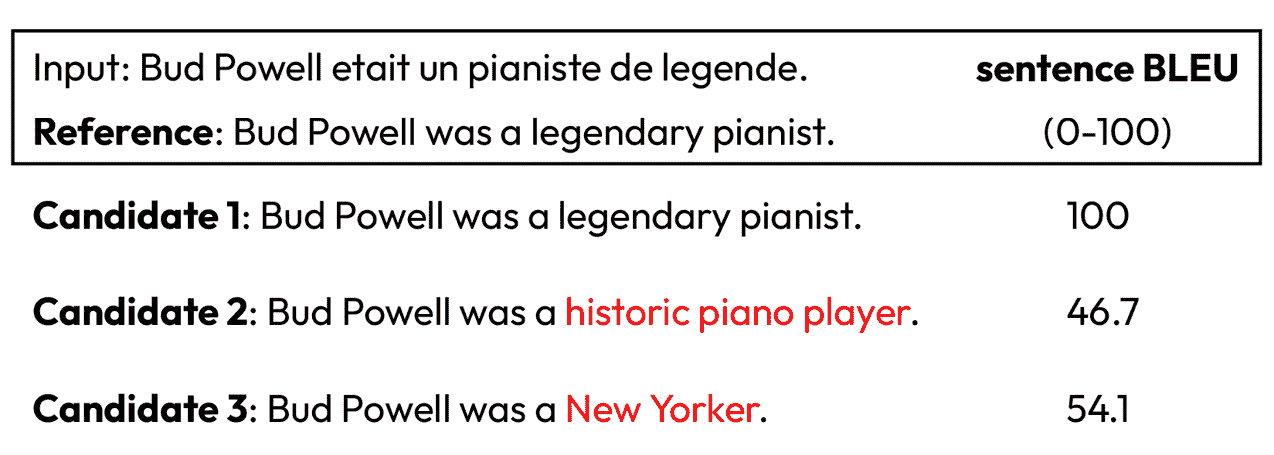 Input: Bud Powell etait un pianiste de legende. sentence BLEU
Reference: Bud Powell was a legendary pianist. (0-100)
Candidate 1: Bud Powell was a legendary pianist. 100
Candidate 2: Bud Powell was a historic piano player. 46.7
Candidate 3: Bud Powell was a New Yorker. 54.1